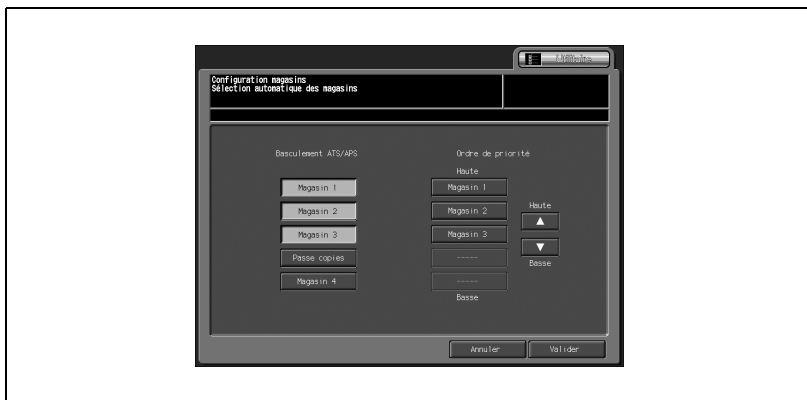 Utilitaire
Configuration magasins
Sélection automatique des magasins
Basculement ATS/APS
Ordre de priorité
Haute
Magasin 1
Magasin 1
Magasin 2
Magasin 2
Haute
Magasin 3
Magasin 3
Passe copies
-----
Basse
Magasin 4
-----
Basse
Annuler
Valider